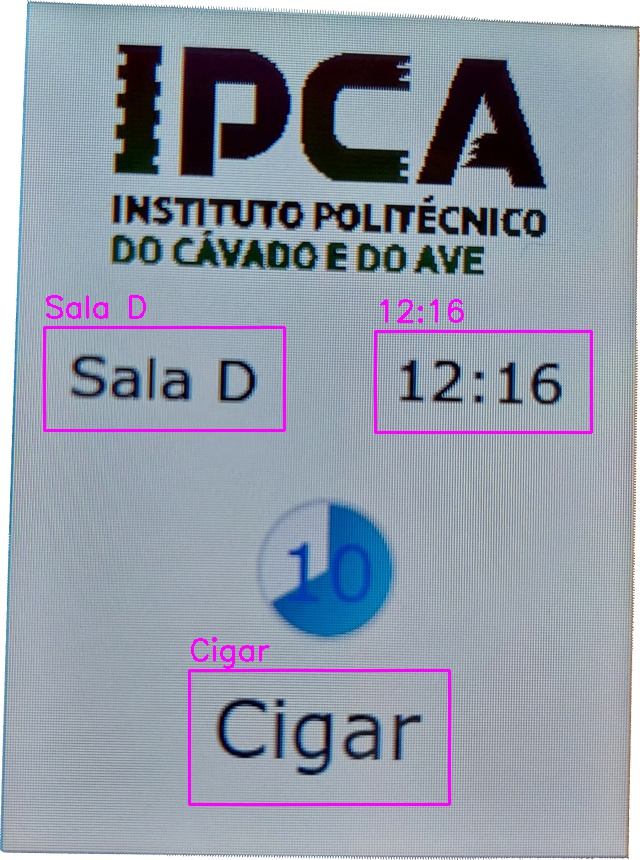 IPCA
INSTITUTO POLITÉCNICO
DO CÁVADO E DO AVE
Sala D 12:16
Sala D 12:16
10
Cigar
Cigar